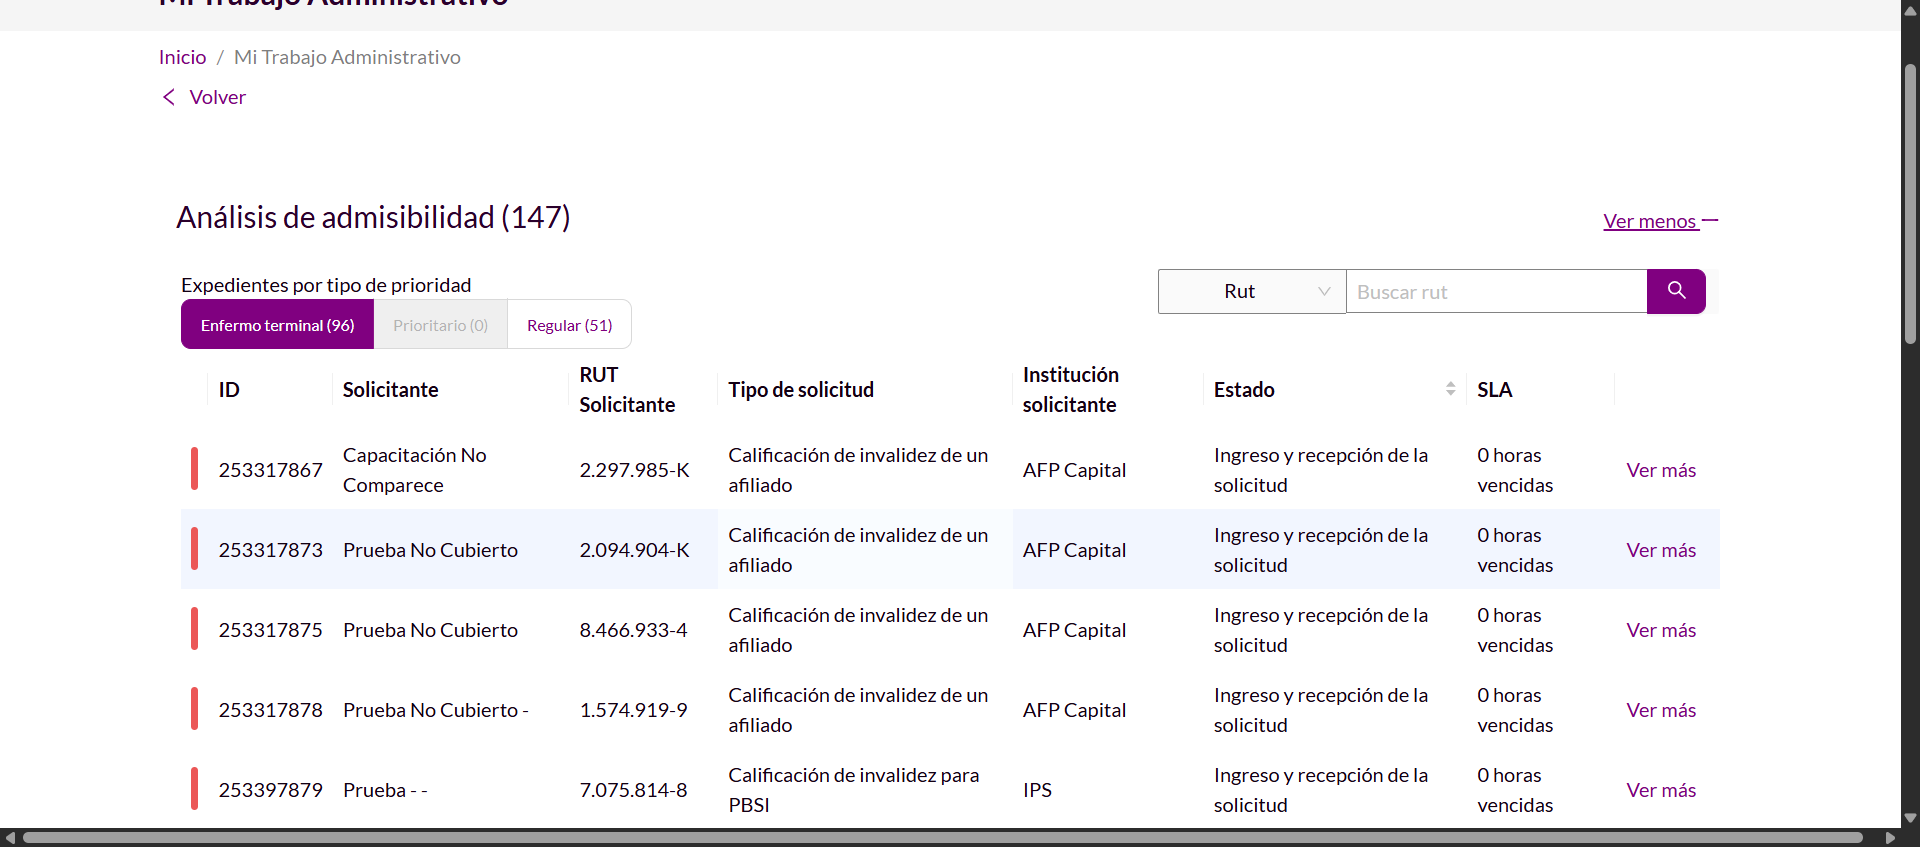 Mi Trabajo Administrativo
Inicio / Mi Trabajo Administrativo
Volver
Análisis de admisibilidad (147)
Ver menos
Expedientes por tipo de prioridad
Enfermo terminal (96) Prioritario (0) Regular (51)
Rut Buscar rut
ID Solicitante RUT Solicitante Tipo de solicitud Institución solicitante Estado SLA
253317867 Capacitación No Comparece 2.297.985-K Calificación de invalidez de un afiliado AFP Capital Ingreso y recepción de la solicitud 0 horas vencidas Ver más
253317873 Prueba No Cubierto 2.094.904-K Calificación de invalidez de un afiliado AFP Capital Ingreso y recepción de la solicitud 0 horas vencidas Ver más
253317875 Prueba No Cubierto 8.466.933-4 Calificación de invalidez de un afiliado AFP Capital Ingreso y recepción de la solicitud 0 horas vencidas Ver más
253317878 Prueba No Cubierto - 1.574.919-9 Calificación de invalidez de un afiliado AFP Capital Ingreso y recepción de la solicitud 0 horas vencidas Ver más
253397879 Prueba - - 7.075.814-8 Calificación de invalidez para PBSI IPS Ingreso y recepción de la solicitud 0 horas vencidas Ver más